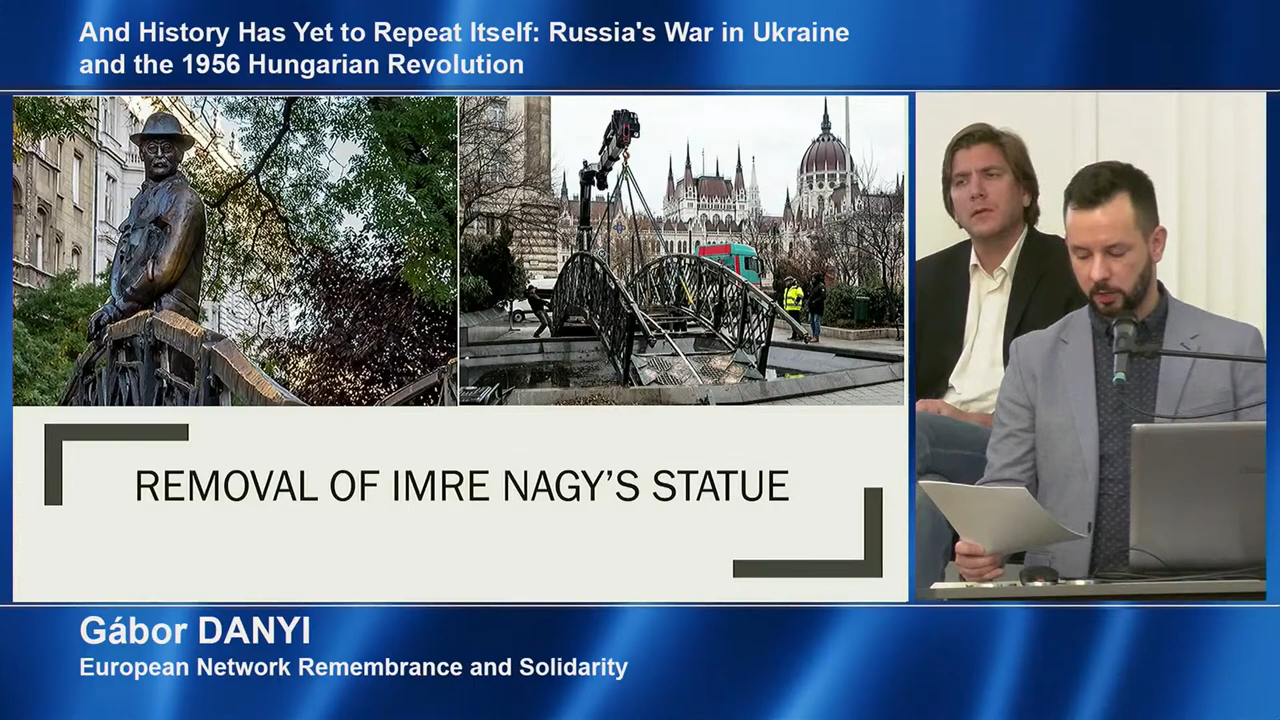 And History Has Yet to Repeat Itself: Russia's War in Ukraine
and the 1956 Hungarian Revolution
REMOVAL OF IMRE NAGY’S STATUE
Gábor DANYI
European Network Remembrance and Solidarity